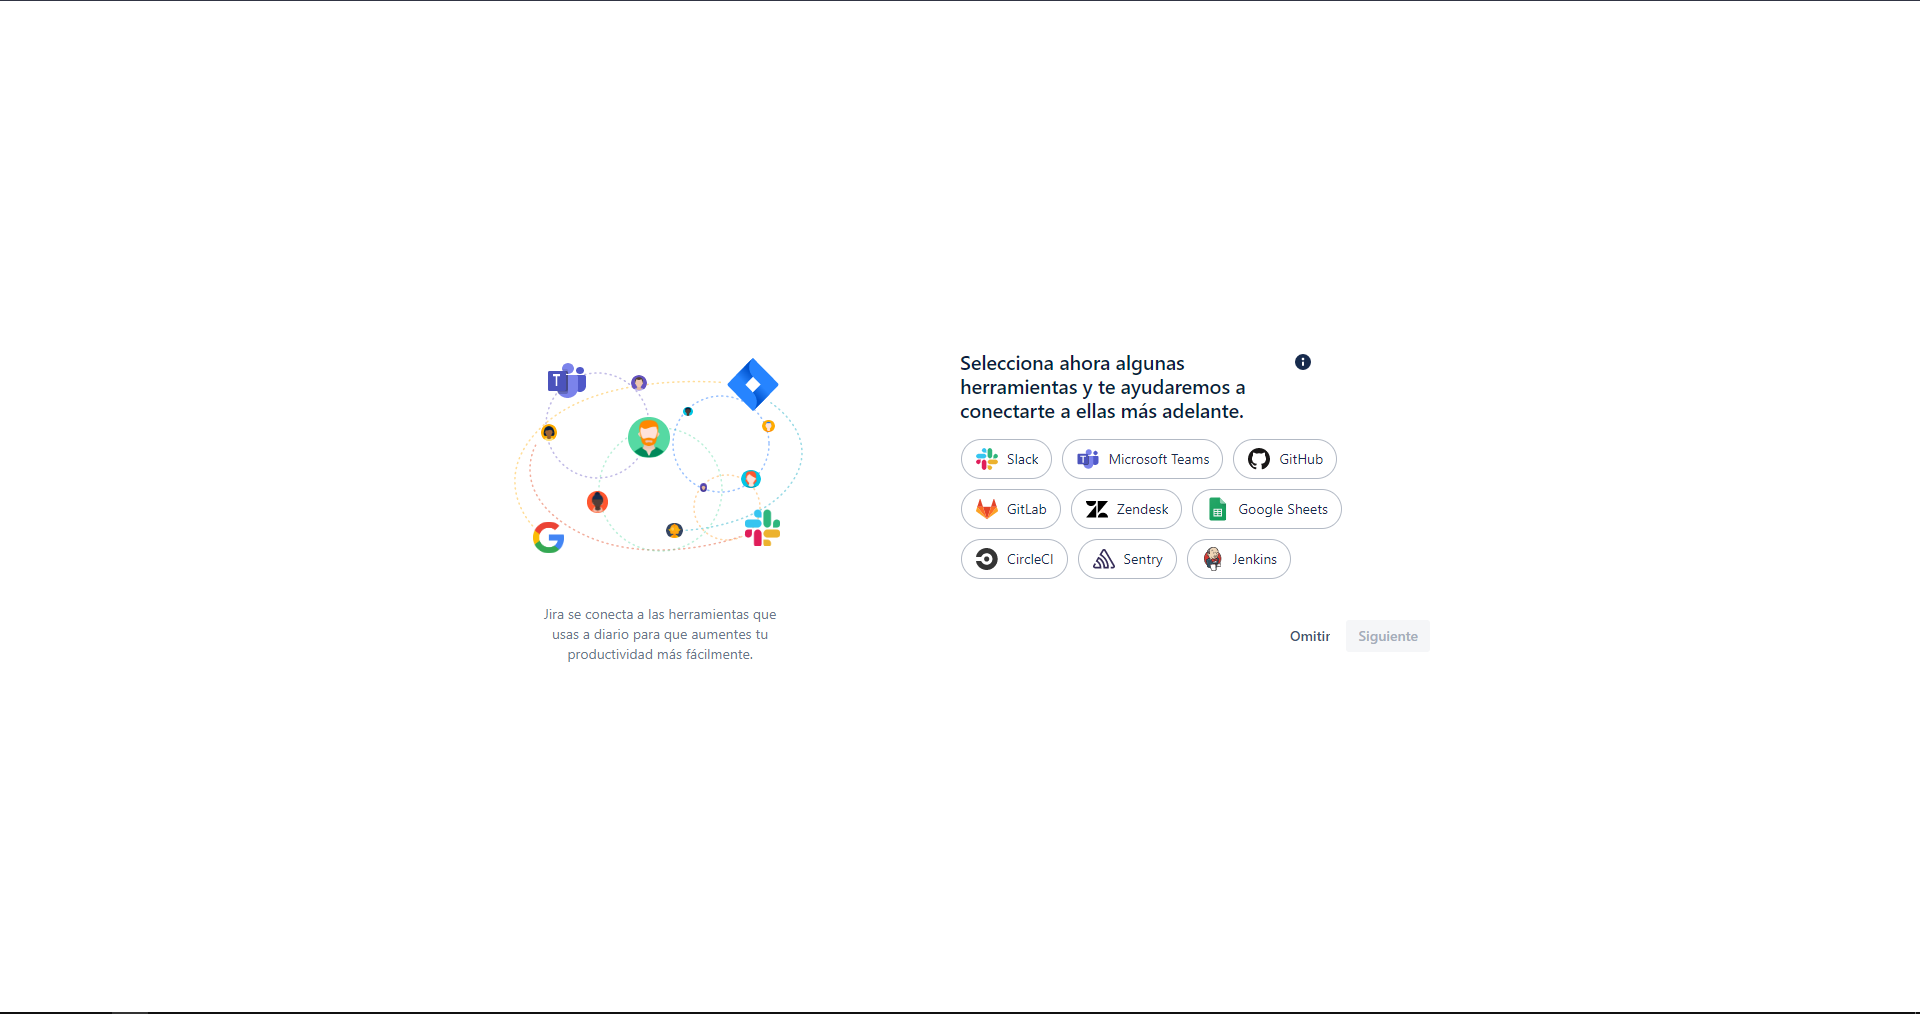 Selecciona ahora algunas
herramientas y te ayudaremos a
conectarte a ellas más adelante.
Slack
Microsoft Teams
GitHub
GitLab
Zendesk
Google Sheets
CircleCI
Sentry
Jenkins
Jira se conecta a las herramientas que
usas a diario para que aumentes tu
productividad más fácilmente.
Omitir
Siguiente